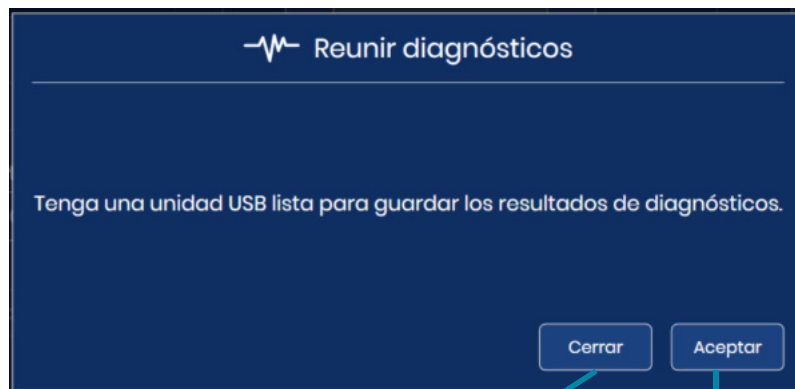 Reunir diagnósticos
Tenga una unidad USB lista para guardar los resultados de diagnósticos.
Cerrar Aceptar